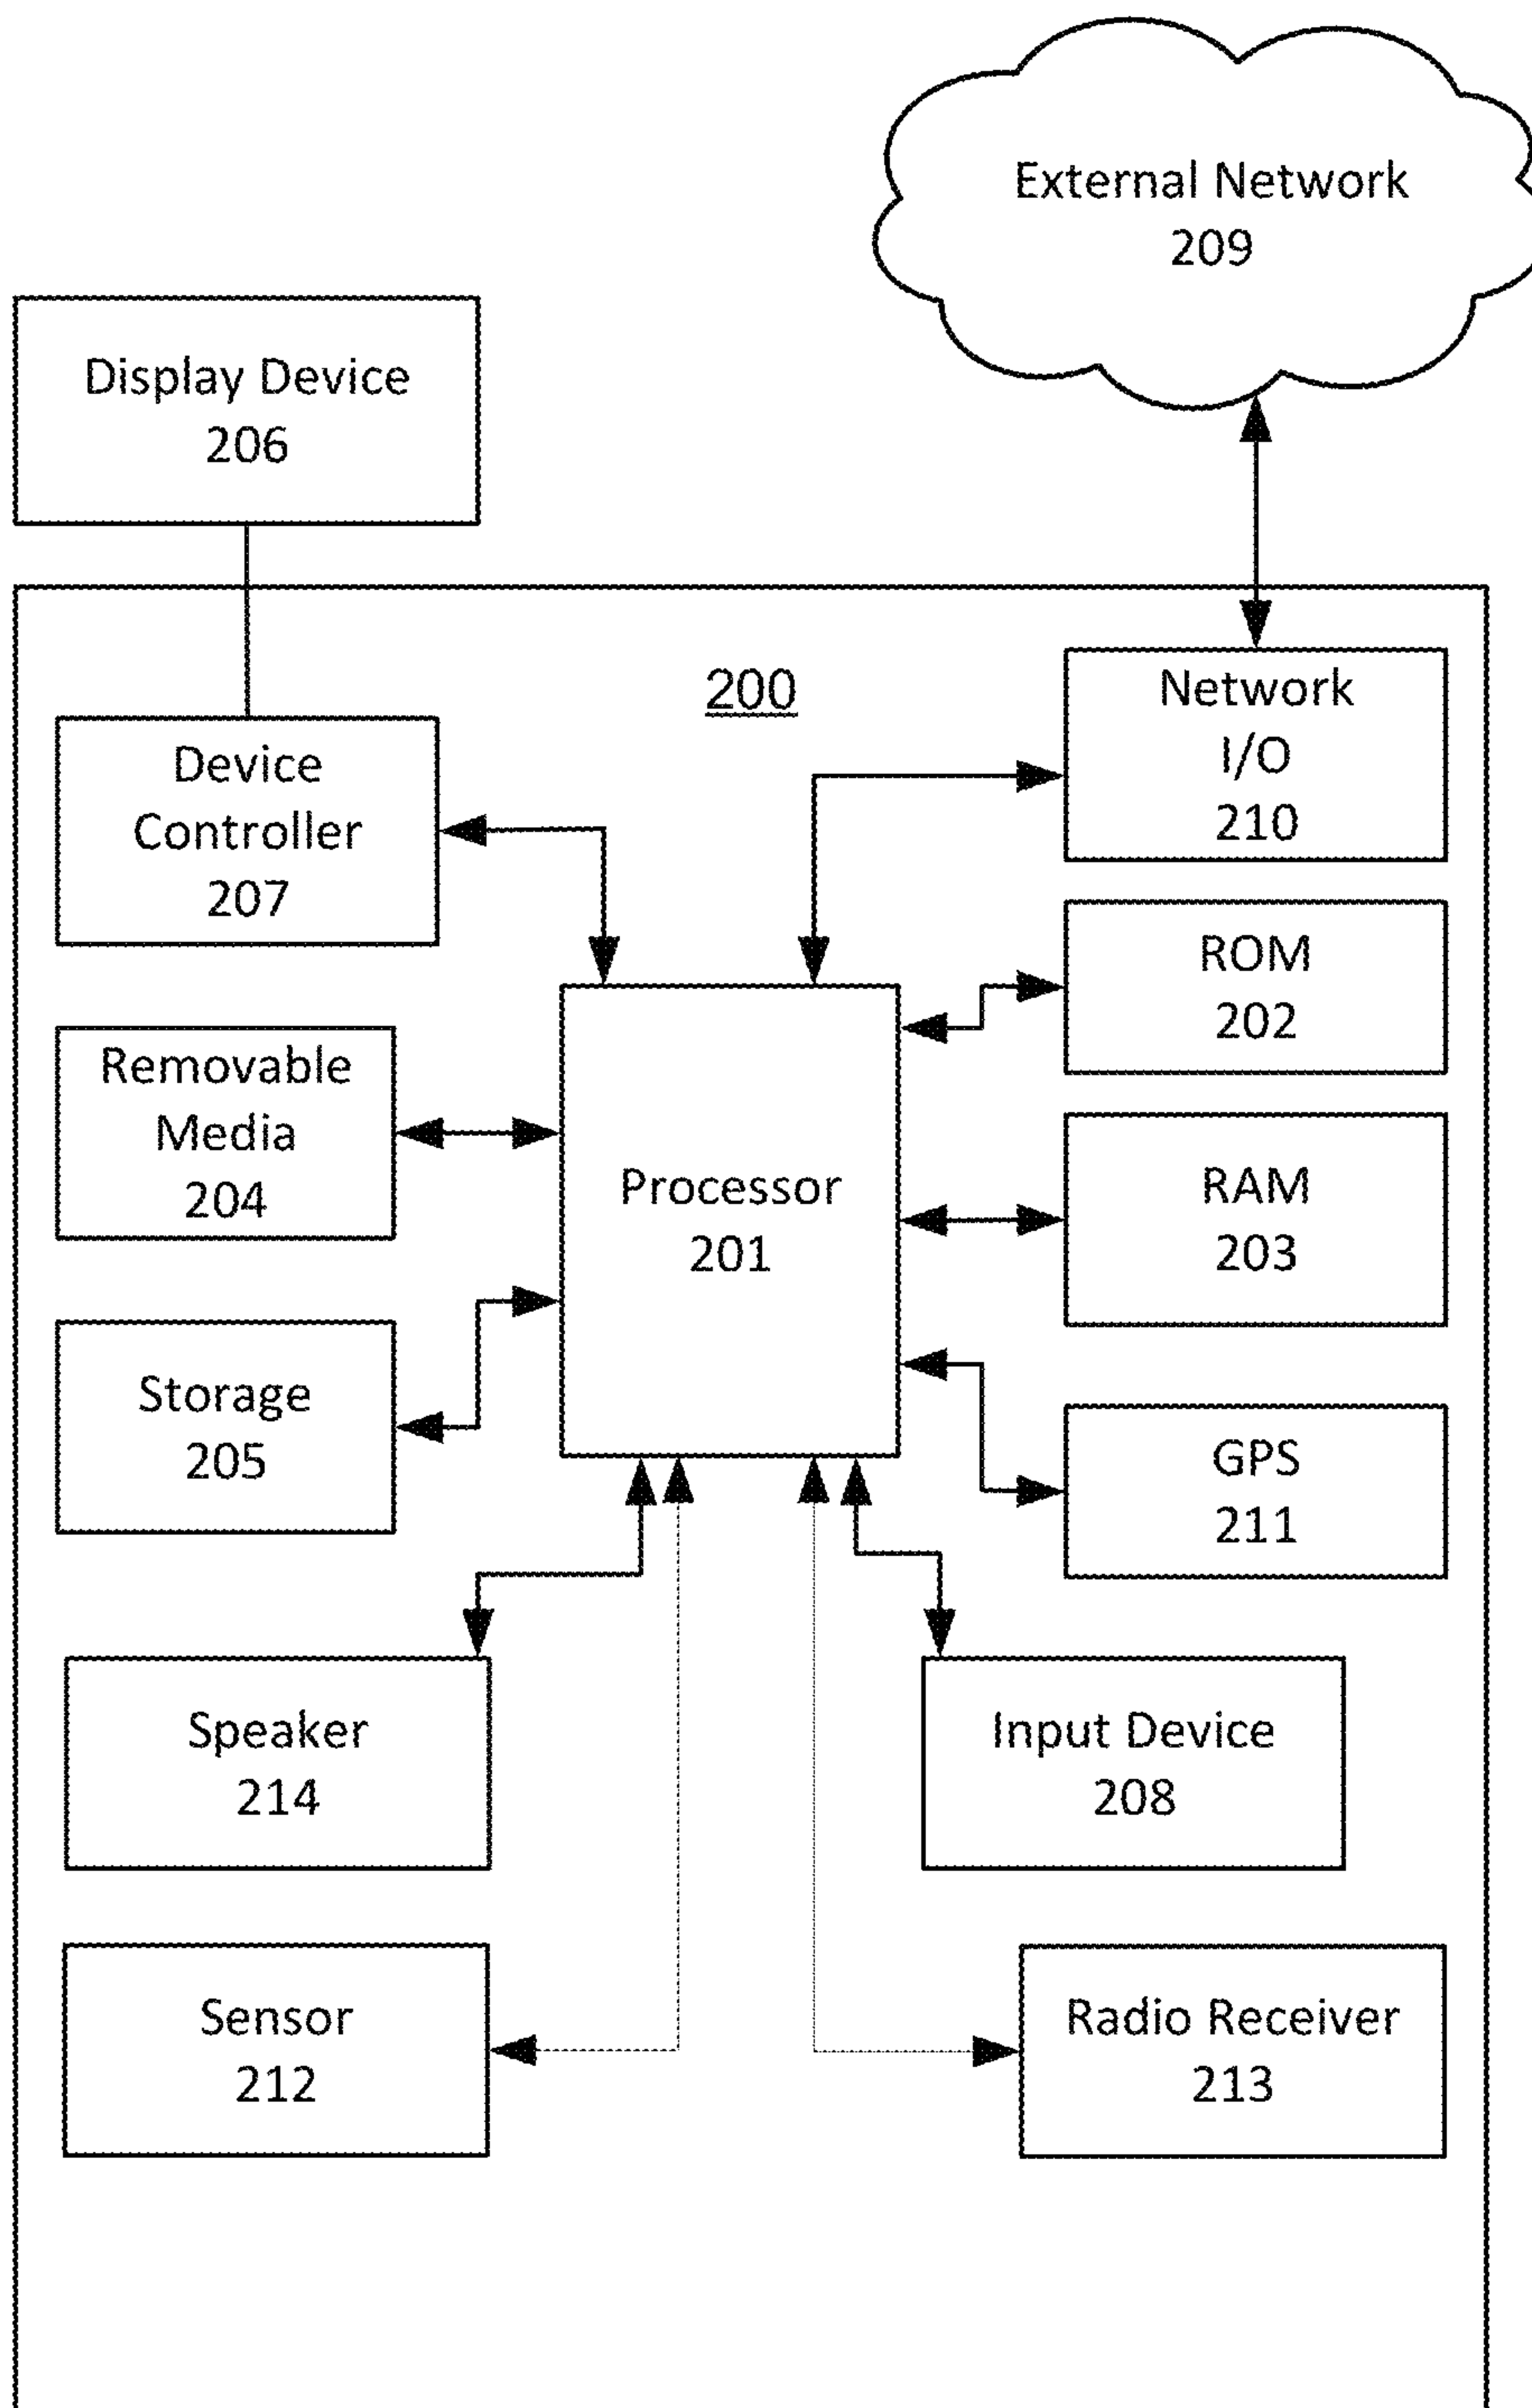 External Network
209
Display Device
206
200
Network
I/O
210
Device
Controller
207
ROM
202
Removable
Media
204
Processor
201
RAM
203
Storage
205
GPS
211
Speaker
214
Input Device
208
Sensor
212
Radio Receiver
213